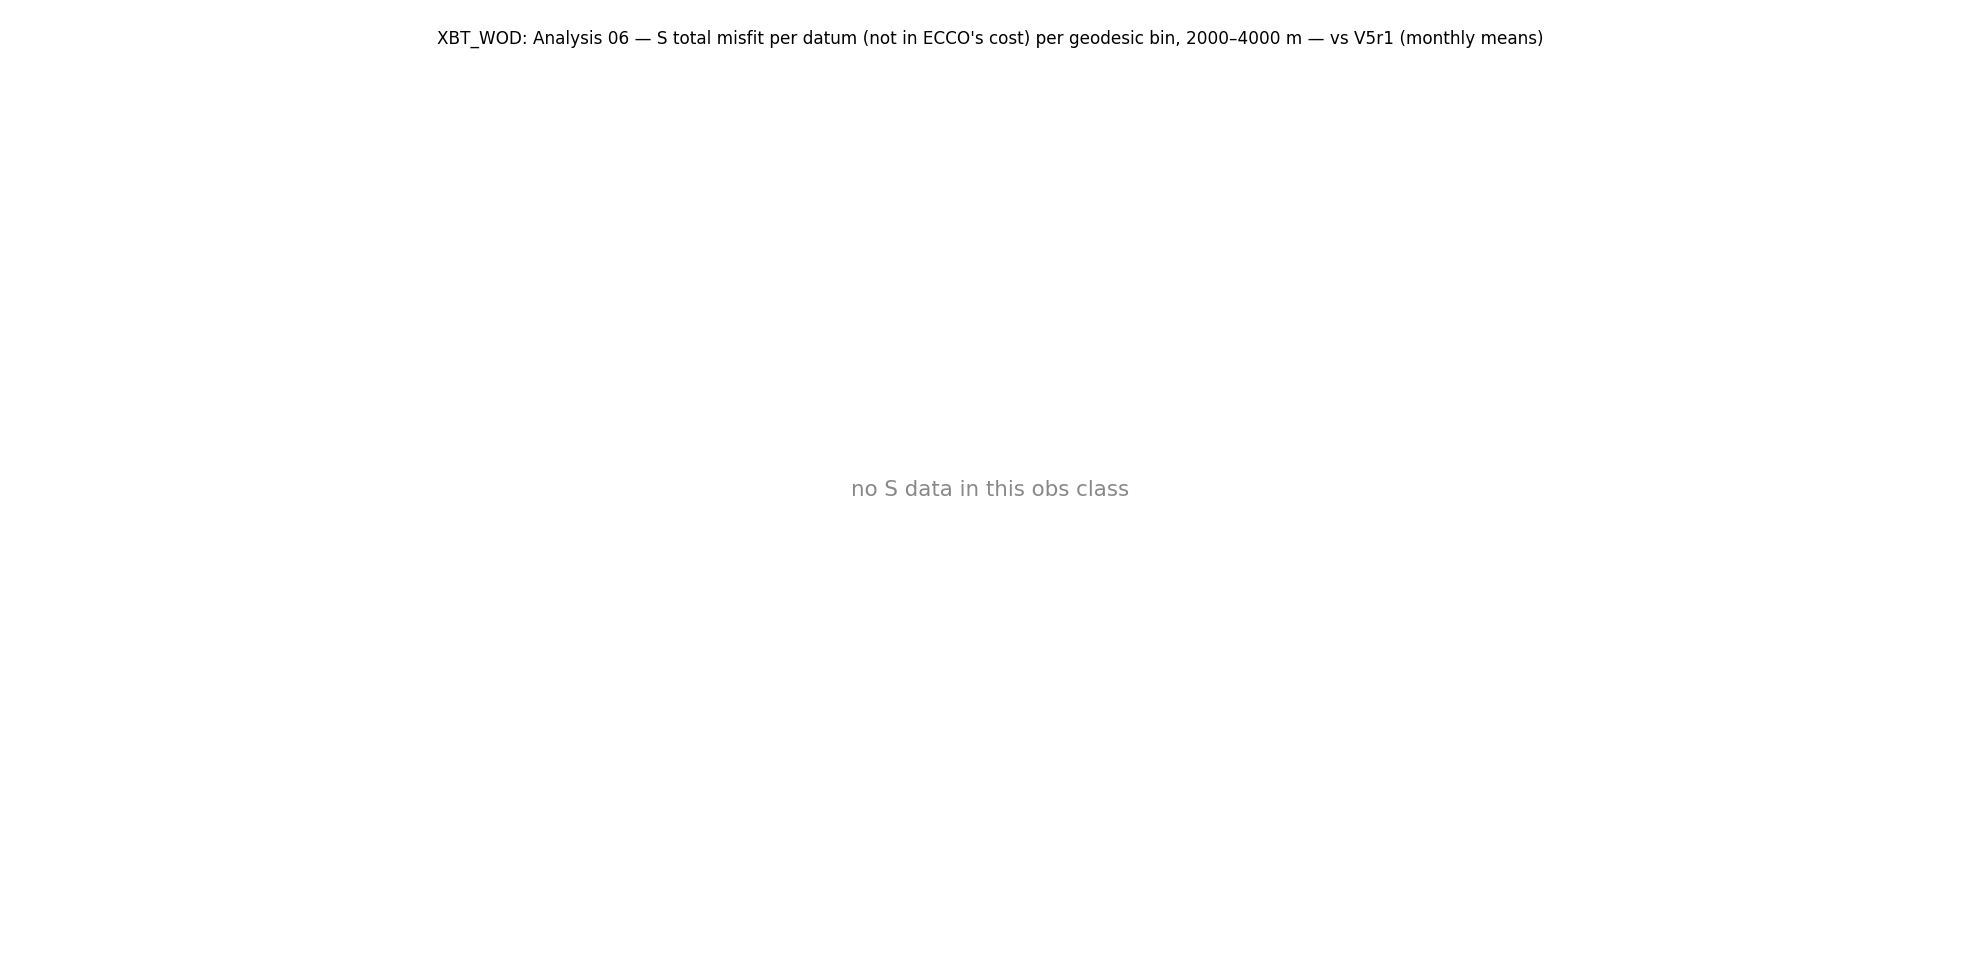 XBT_WOD: Analysis 06 — S total misfit per datum (not in ECCO's cost) per geodesic bin, 2000–4000 m — vs V5r1 (monthly means)
no S data in this obs class